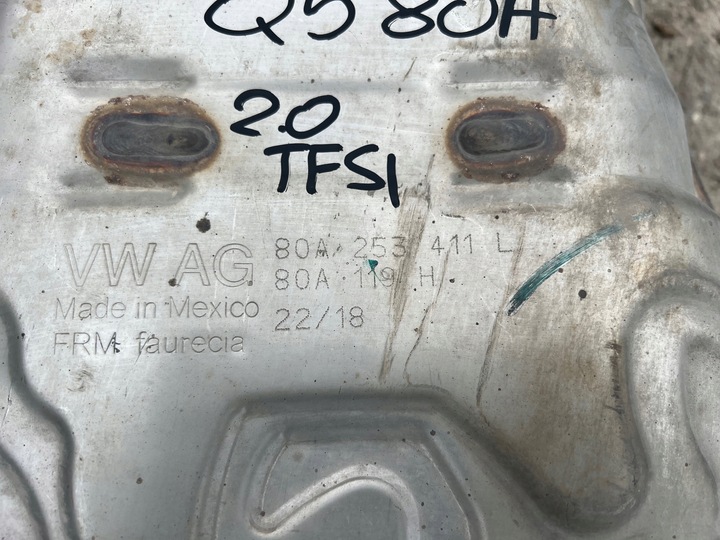 Q5 80A
2.0
TFSI
VW AG 80A 253 411 L
80A 119 H
Made in Mexico 22/18
FRM faurecia